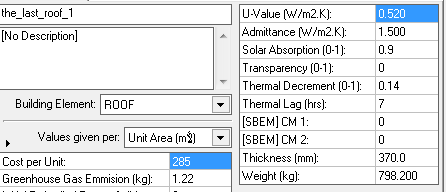 the_last_roof_1
[No Description]
Building Element: ROOF
Values given per: Unit Area (m²)
Cost per Unit: 285
Greenhouse Gas Emmision (kg): 1.22
U-Value (W/m2.K): 0.520
Admittance (W/m2.K): 1.500
Solar Absorption (0-1): 0.9
Transparency (0-1): 0
Thermal Decrement (0-1): 0.14
Thermal Lag (hrs): 7
[SBEM] CM 1: 0
[SBEM] CM 2: 0
Thickness (mm): 370.0
Weight (kg): 798.200